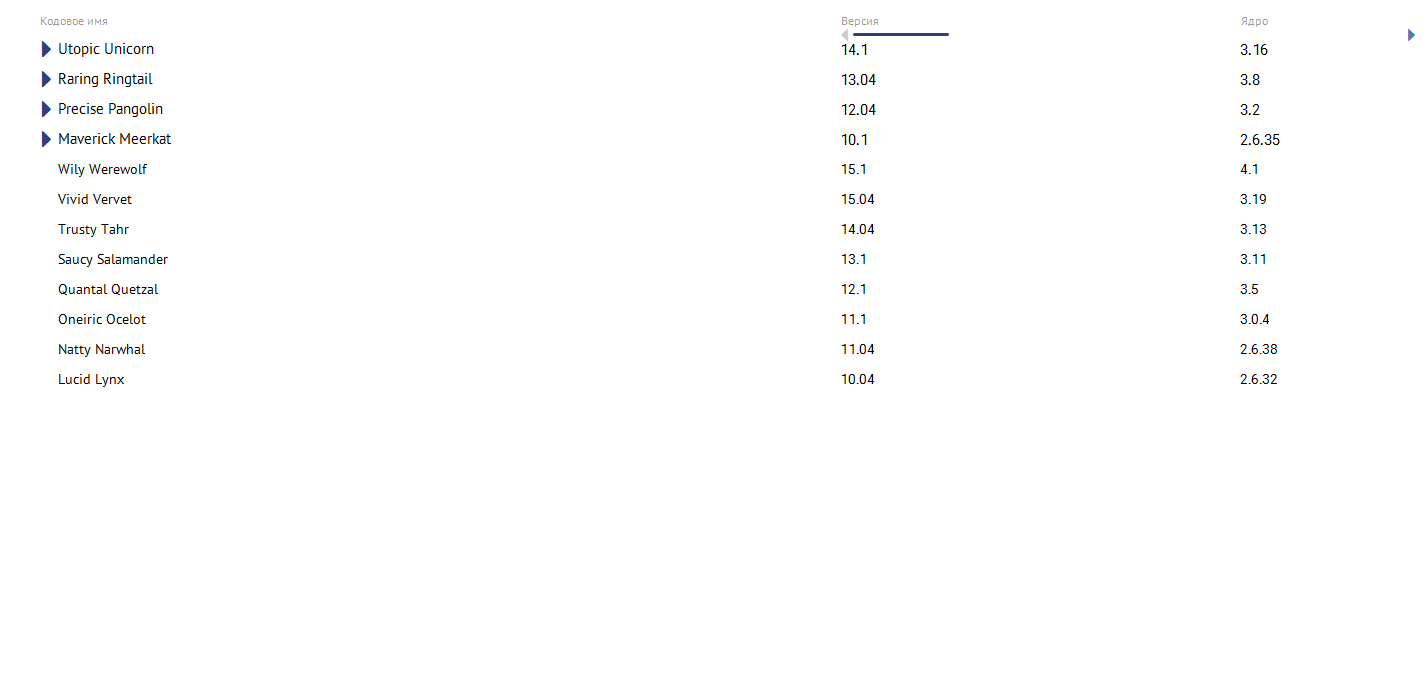 Кодовое имя Версия Ядро
Utopic Unicorn 14.1 3.16
Raring Ringtail 13.04 3.8
Precise Pangolin 12.04 3.2
Maverick Meerkat 10.1 2.6.35
Wily Werewolf 15.1 4.1
Vivid Vervet 15.04 3.19
Trusty Tahr 14.04 3.13
Saucy Salamander 13.1 3.11
Quantal Quetzal 12.1 3.5
Oneiric Ocelot 11.1 3.0.4
Natty Narwhal 11.04 2.6.38
Lucid Lynx 10.04 2.6.32